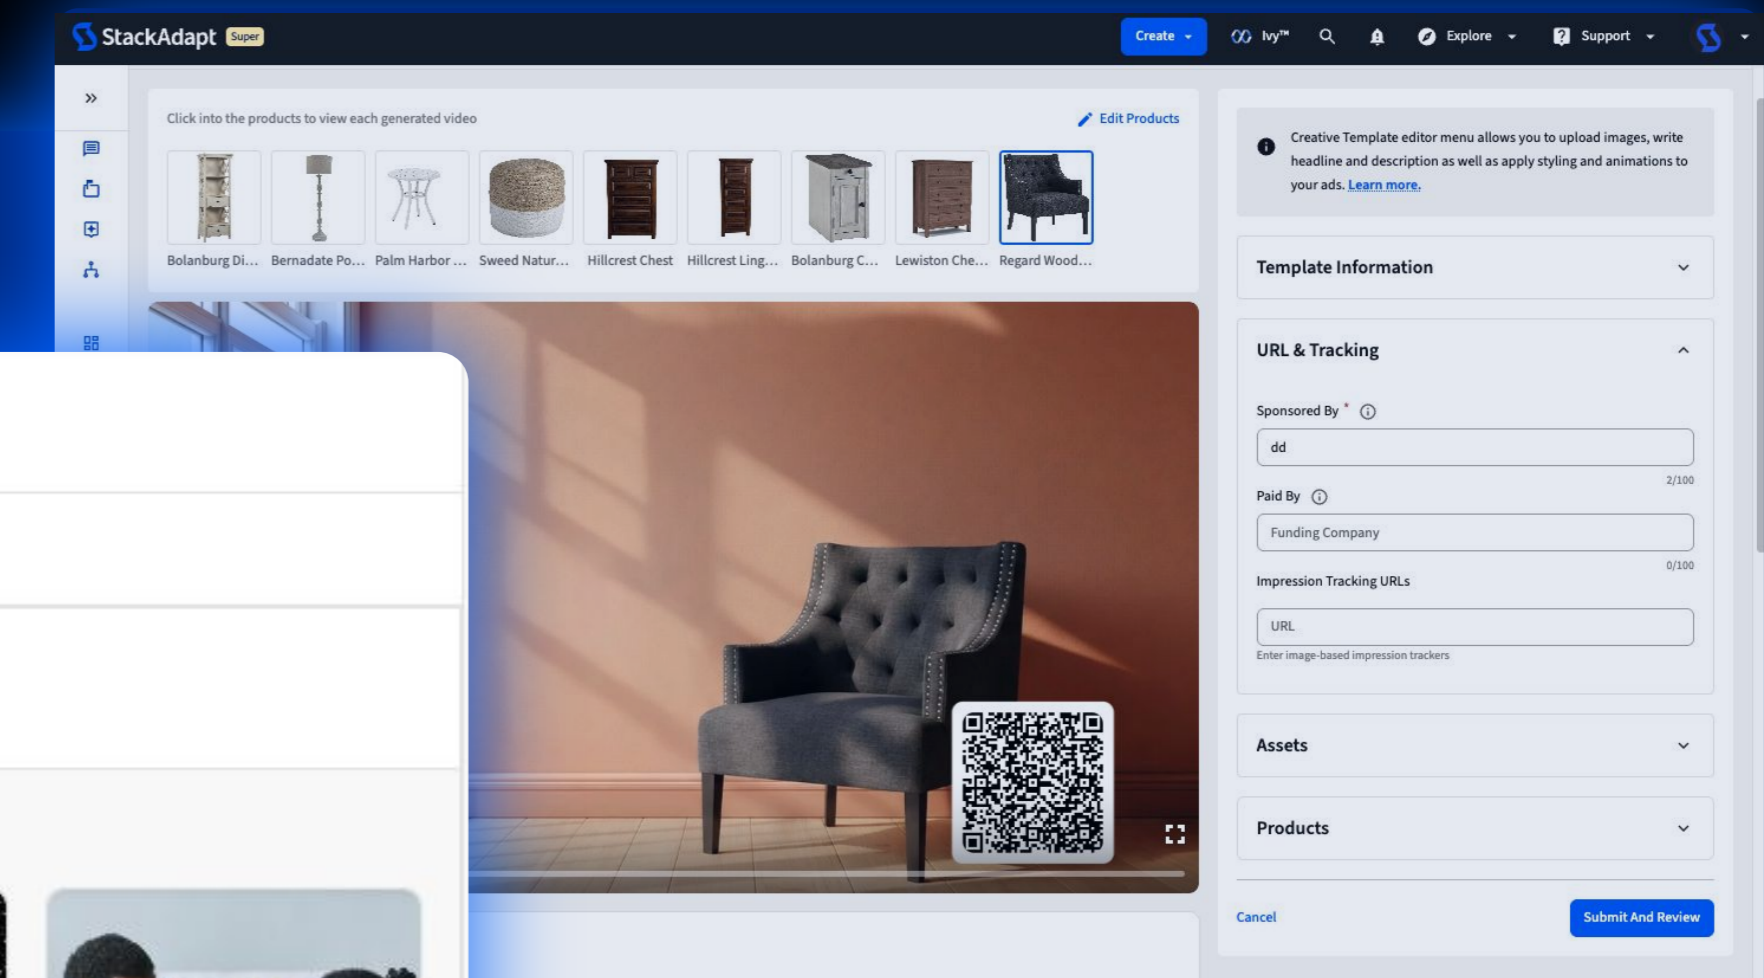 StackAdapt Super
Create
Ivy™
Explore
Support
Click into the products to view each generated video
Edit Products
Bolanburg Di...
Bernadate Po...
Palm Harbor ...
Sweed Natur...
Hillcrest Chest
Hillcrest Ling...
Bolanburg C...
Lewiston Che...
Regard Wood...
Creative Template editor menu allows you to upload images, write
headline and description as well as apply styling and animations to
your ads. Learn more.
Template Information
URL & Tracking
Sponsored By *
dd
2/100
Paid By
Funding Company
0/100
Impression Tracking URLs
URL
Enter image-based impression trackers
Assets
Products
Cancel
Submit And Review